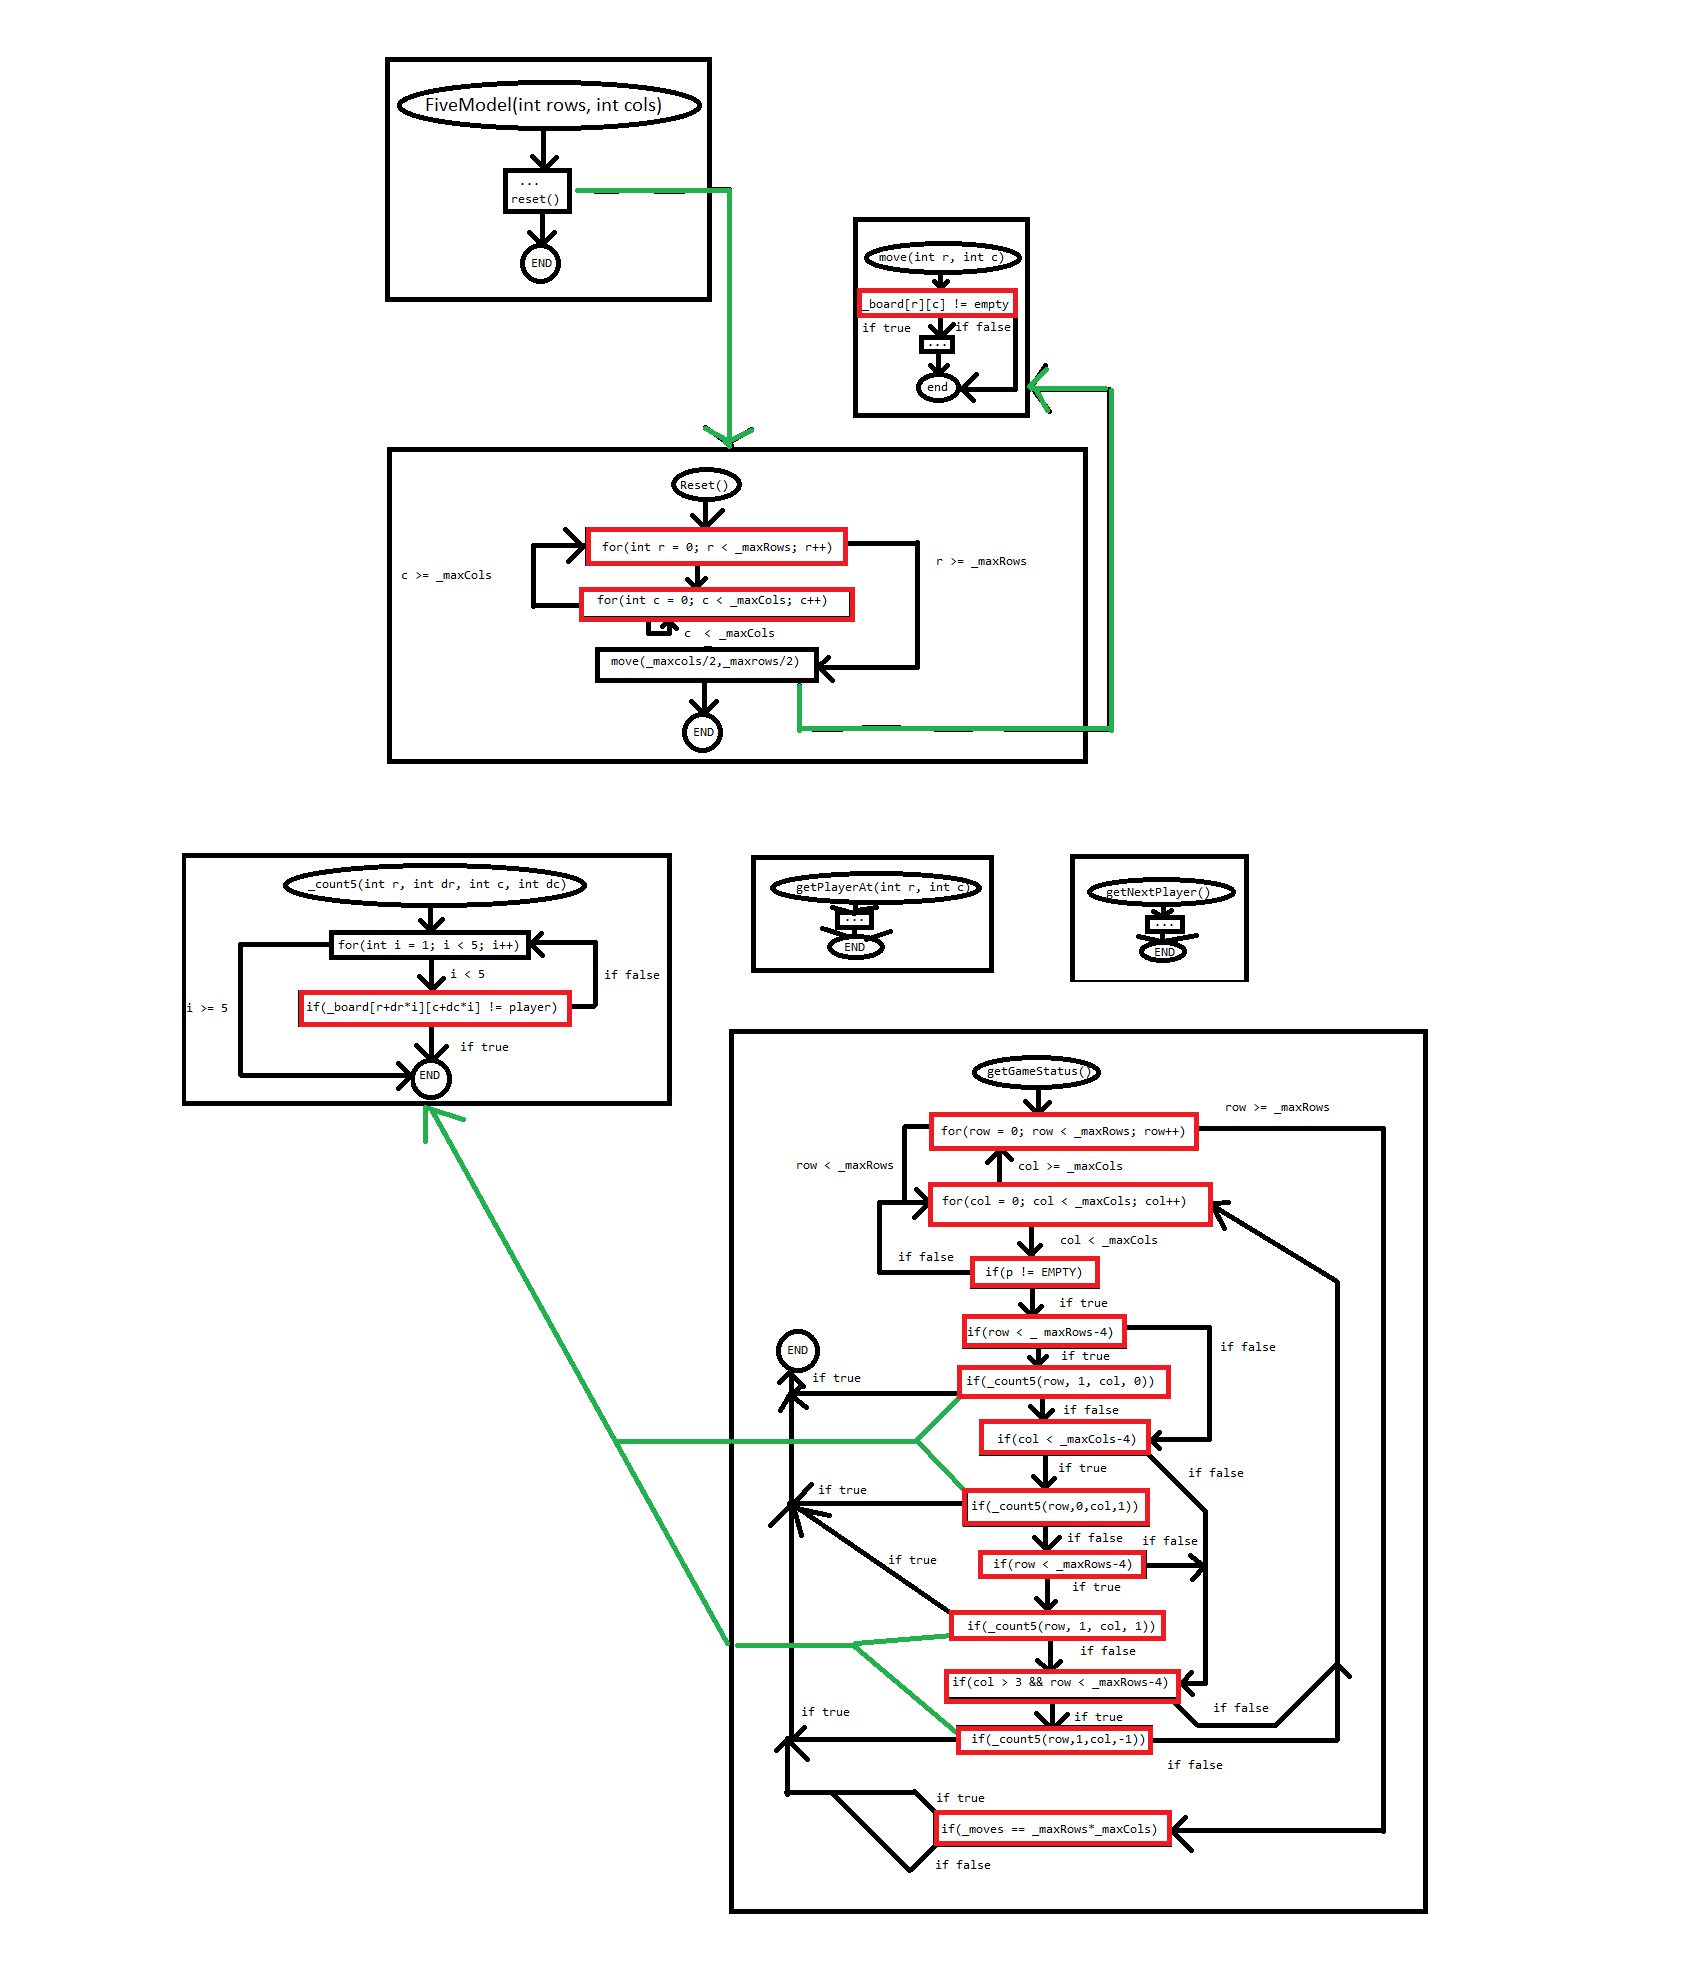 FiveModel(int rows, int cols)
...
reset()
END
move(int r, int c)
_board[r][c] != empty
if true
if false
...
end
Reset()
for(int r = 0; r < _maxRows; r++)
c >= _maxCols
r >= _maxRows
for(int c = 0; c < _maxCols; c++)
c < _maxCols
move(_maxcols/2,_maxrows/2)
END
_count5(int r, int dr, int c, int dc)
for(int i = 1; i < 5; i++)
i < 5
if false
i >= 5
if(_board[r+dr*i][c+dc*i] != player)
if true
END
getPlayerAt(int r, int c)
...
END
getNextPlayer()
...
END
getGameStatus()
row >= _maxRows
for(row = 0; row < _maxRows; row++)
row < _maxRows
col >= _maxCols
for(col = 0; col < _maxCols; col++)
col < _maxCols
if false
if(p != EMPTY)
if true
if(row < _ maxRows-4)
if false
END
if true
if true
if(_count5(row, 1, col, 0))
if false
if(col < _maxCols-4)
if true
if false
if true
if(_count5(row,0,col,1))
if false
if false
if true
if(row < _maxRows-4)
if true
if(_count5(row, 1, col, 1))
if false
if(col > 3 && row < _maxRows-4)
if true
if true
if false
if(_count5(row,1,col,-1))
if false
if true
if(_moves == _maxRows*_maxCols)
if false